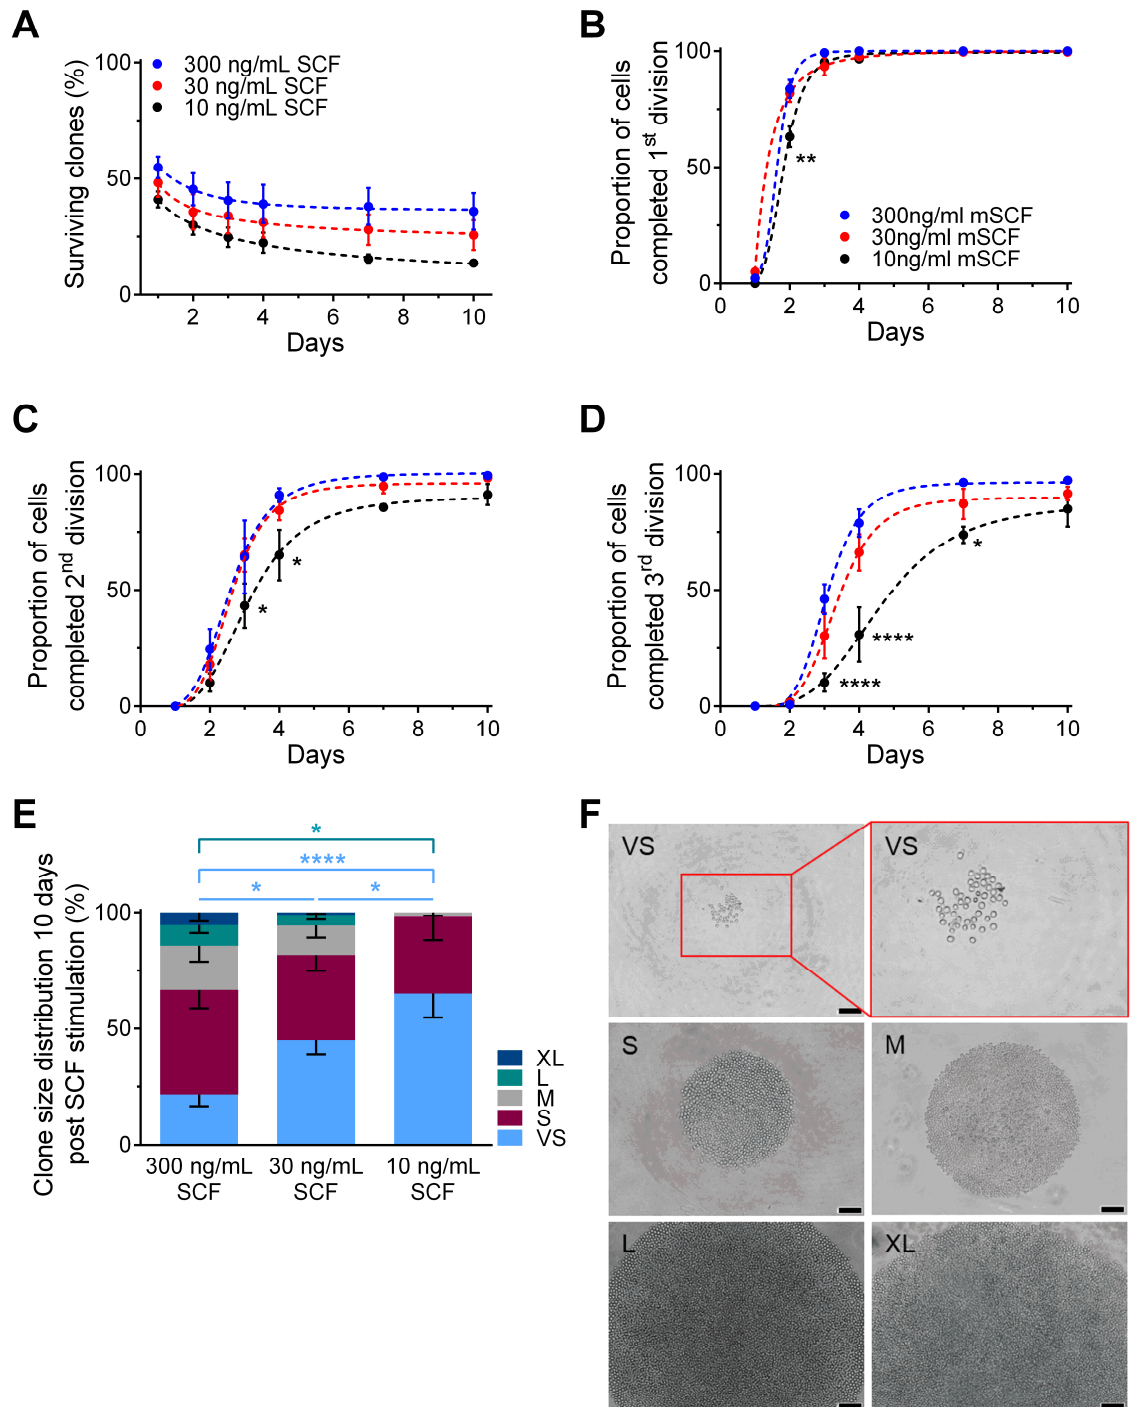 A
Surviving clones (%)
100
50
0
300 ng/mL SCF
30 ng/mL SCF
10 ng/mL SCF
2
4
6
8
10
Days
B
Proportion of cells
completed 1st division
100
50
0
**
300ng/ml mSCF
30ng/ml mSCF
10ng/ml mSCF
0
2
4
6
8
10
Days
C
Proportion of cells
completed 2nd division
100
50
0
*
*
0
2
4
6
8
10
Days
D
Proportion of cells
completed 3rd division
100
50
0
*
****
****
0
2
4
6
8
10
Days
E
Clone size distribution 10 days
post SCF stimulation (%)
*
****
*
*
100
50
0
XL
L
M
S
VS
300 ng/mL
SCF
30 ng/mL
SCF
10 ng/mL
SCF
F
VS
VS
S
M
L
XL